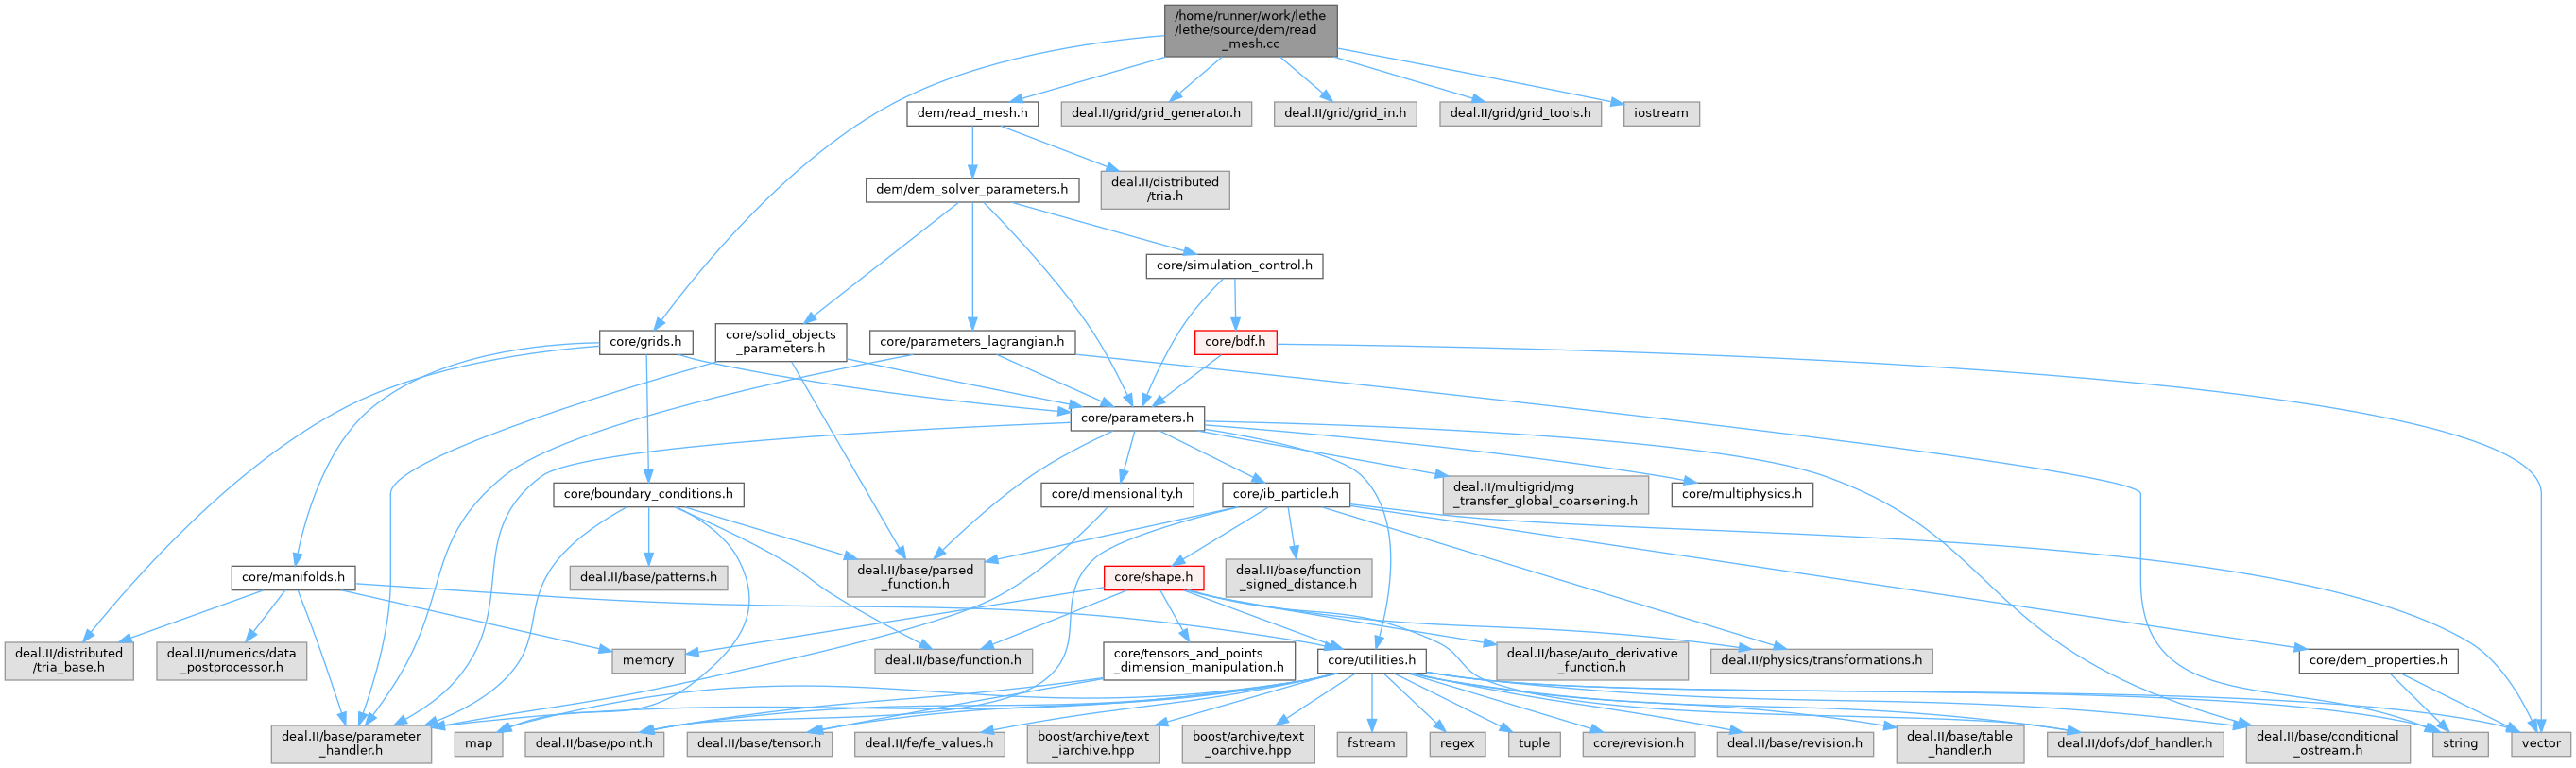 /home/runner/work/lethe
/lethe/source/dem/read
_mesh.cc
dem/read_mesh.h
deal.II/grid/grid_generator.h
deal.II/grid/grid_in.h
deal.II/grid/grid_tools.h
iostream
dem/dem_solver_parameters.h
deal.II/distributed
/tria.h
core/simulation_control.h
core/grids.h
core/solid_objects
_parameters.h
core/parameters_lagrangian.h
core/bdf.h
core/parameters.h
core/boundary_conditions.h
core/dimensionality.h
core/ib_particle.h
deal.II/multigrid/mg
_transfer_global_coarsening.h
core/multiphysics.h
core/manifolds.h
deal.II/base/patterns.h
deal.II/base/parsed
_function.h
core/shape.h
deal.II/base/function
_signed_distance.h
deal.II/distributed
/tria_base.h
deal.II/numerics/data
_postprocessor.h
memory
deal.II/base/function.h
core/tensors_and_points
_dimension_manipulation.h
core/utilities.h
deal.II/base/auto_derivative
_function.h
deal.II/physics/transformations.h
core/dem_properties.h
deal.II/base/parameter
_handler.h
map
deal.II/base/point.h
deal.II/base/tensor.h
deal.II/fe/fe_values.h
boost/archive/text
_iarchive.hpp
boost/archive/text
_oarchive.hpp
fstream
regex
tuple
core/revision.h
deal.II/base/revision.h
deal.II/base/table
_handler.h
deal.II/dofs/dof_handler.h
deal.II/base/conditional
_ostream.h
string
vector